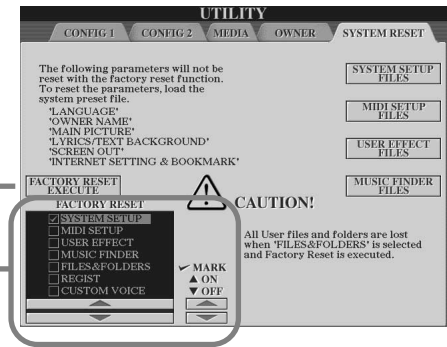 UTILITY
CONFIG 1 CONFIG 2 MEDIA OWNER SYSTEM RESET
The following parameters will not be
reset with the factory reset function.
To reset the parameters, load the
system preset file.
'LANGUAGE'
'OWNER NAME'
'MAIN PICTURE'
'LYRICS/TEXT BACKGROUND'
'SCREEN OUT'
'INTERNET SETTING & BOOKMARK'
SYSTEM SETUP
FILES
MIDI SETUP
FILES
USER EFFECT
FILES
MUSIC FINDER
FILES
FACTORY RESET
EXECUTE
CAUTION!
All User files and folders are lost
when 'FILES&FOLDERS' is selected
and Factory Reset is executed.
FACTORY RESET
SYSTEM SETUP
MIDI SETUP
USER EFFECT
MUSIC FINDER
FILES&FOLDERS
REGIST
CUSTOM VOICE
MARK
▲ ON
▼ OFF